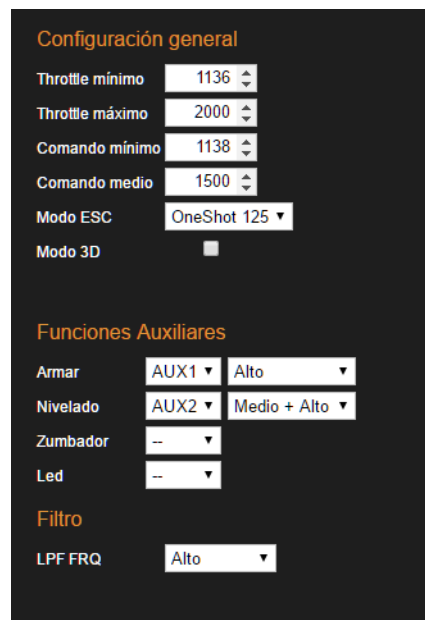 Configuración general
Throttle mínimo 1136
Throttle máximo 2000
Comando mínimo 1138
Comando medio 1500
Modo ESC OneShot 125
Modo 3D
Funciones Auxiliares
Armar AUX1 Alto
Nivelado AUX2 Medio + Alto
Zumbador --
Led --
Filtro
LPF FRQ Alto